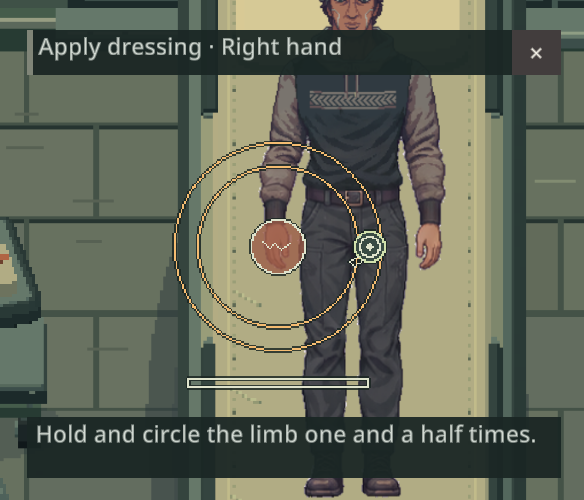 Apply dressing · Right hand
×
Hold and circle the limb one and a half times.